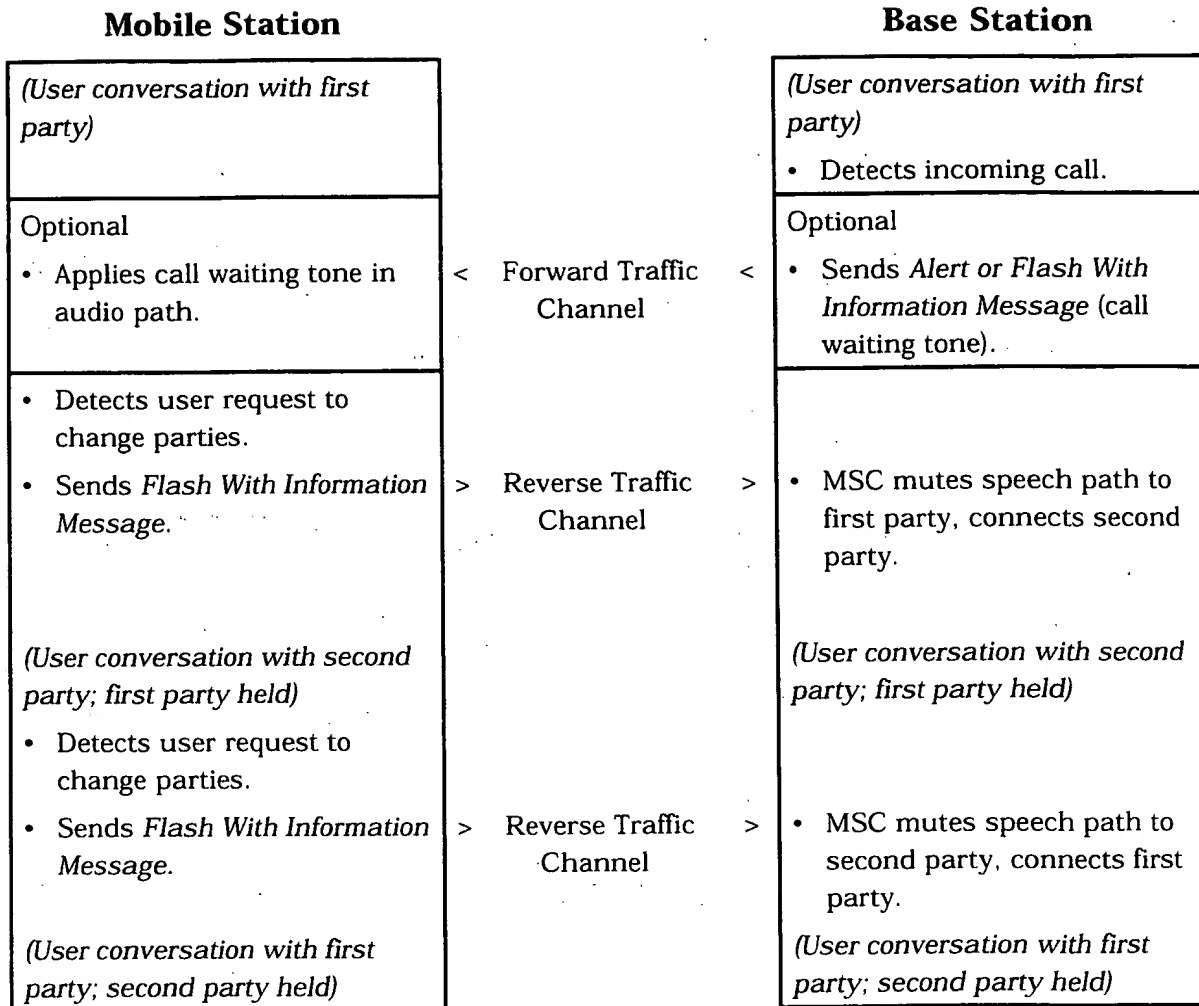 Mobile Station
Base Station
(User conversation with first
party)
(User conversation with first
party)
• Detects incoming call.
Optional
• Applies call waiting tone in
audio path.
< Forward Traffic <
Channel
Optional
• Sends Alert or Flash With
Information Message (call
waiting tone).
• Detects user request to
change parties.
• Sends Flash With Information
Message.
> Reverse Traffic >
Channel
• MSC mutes speech path to
first party, connects second
party.
(User conversation with second
party; first party held)
(User conversation with second
party; first party held)
• Detects user request to
change parties.
• Sends Flash With Information
Message.
> Reverse Traffic >
Channel
• MSC mutes speech path to
second party, connects first
party.
(User conversation with first
party; second party held)
(User conversation with first
party; second party held)